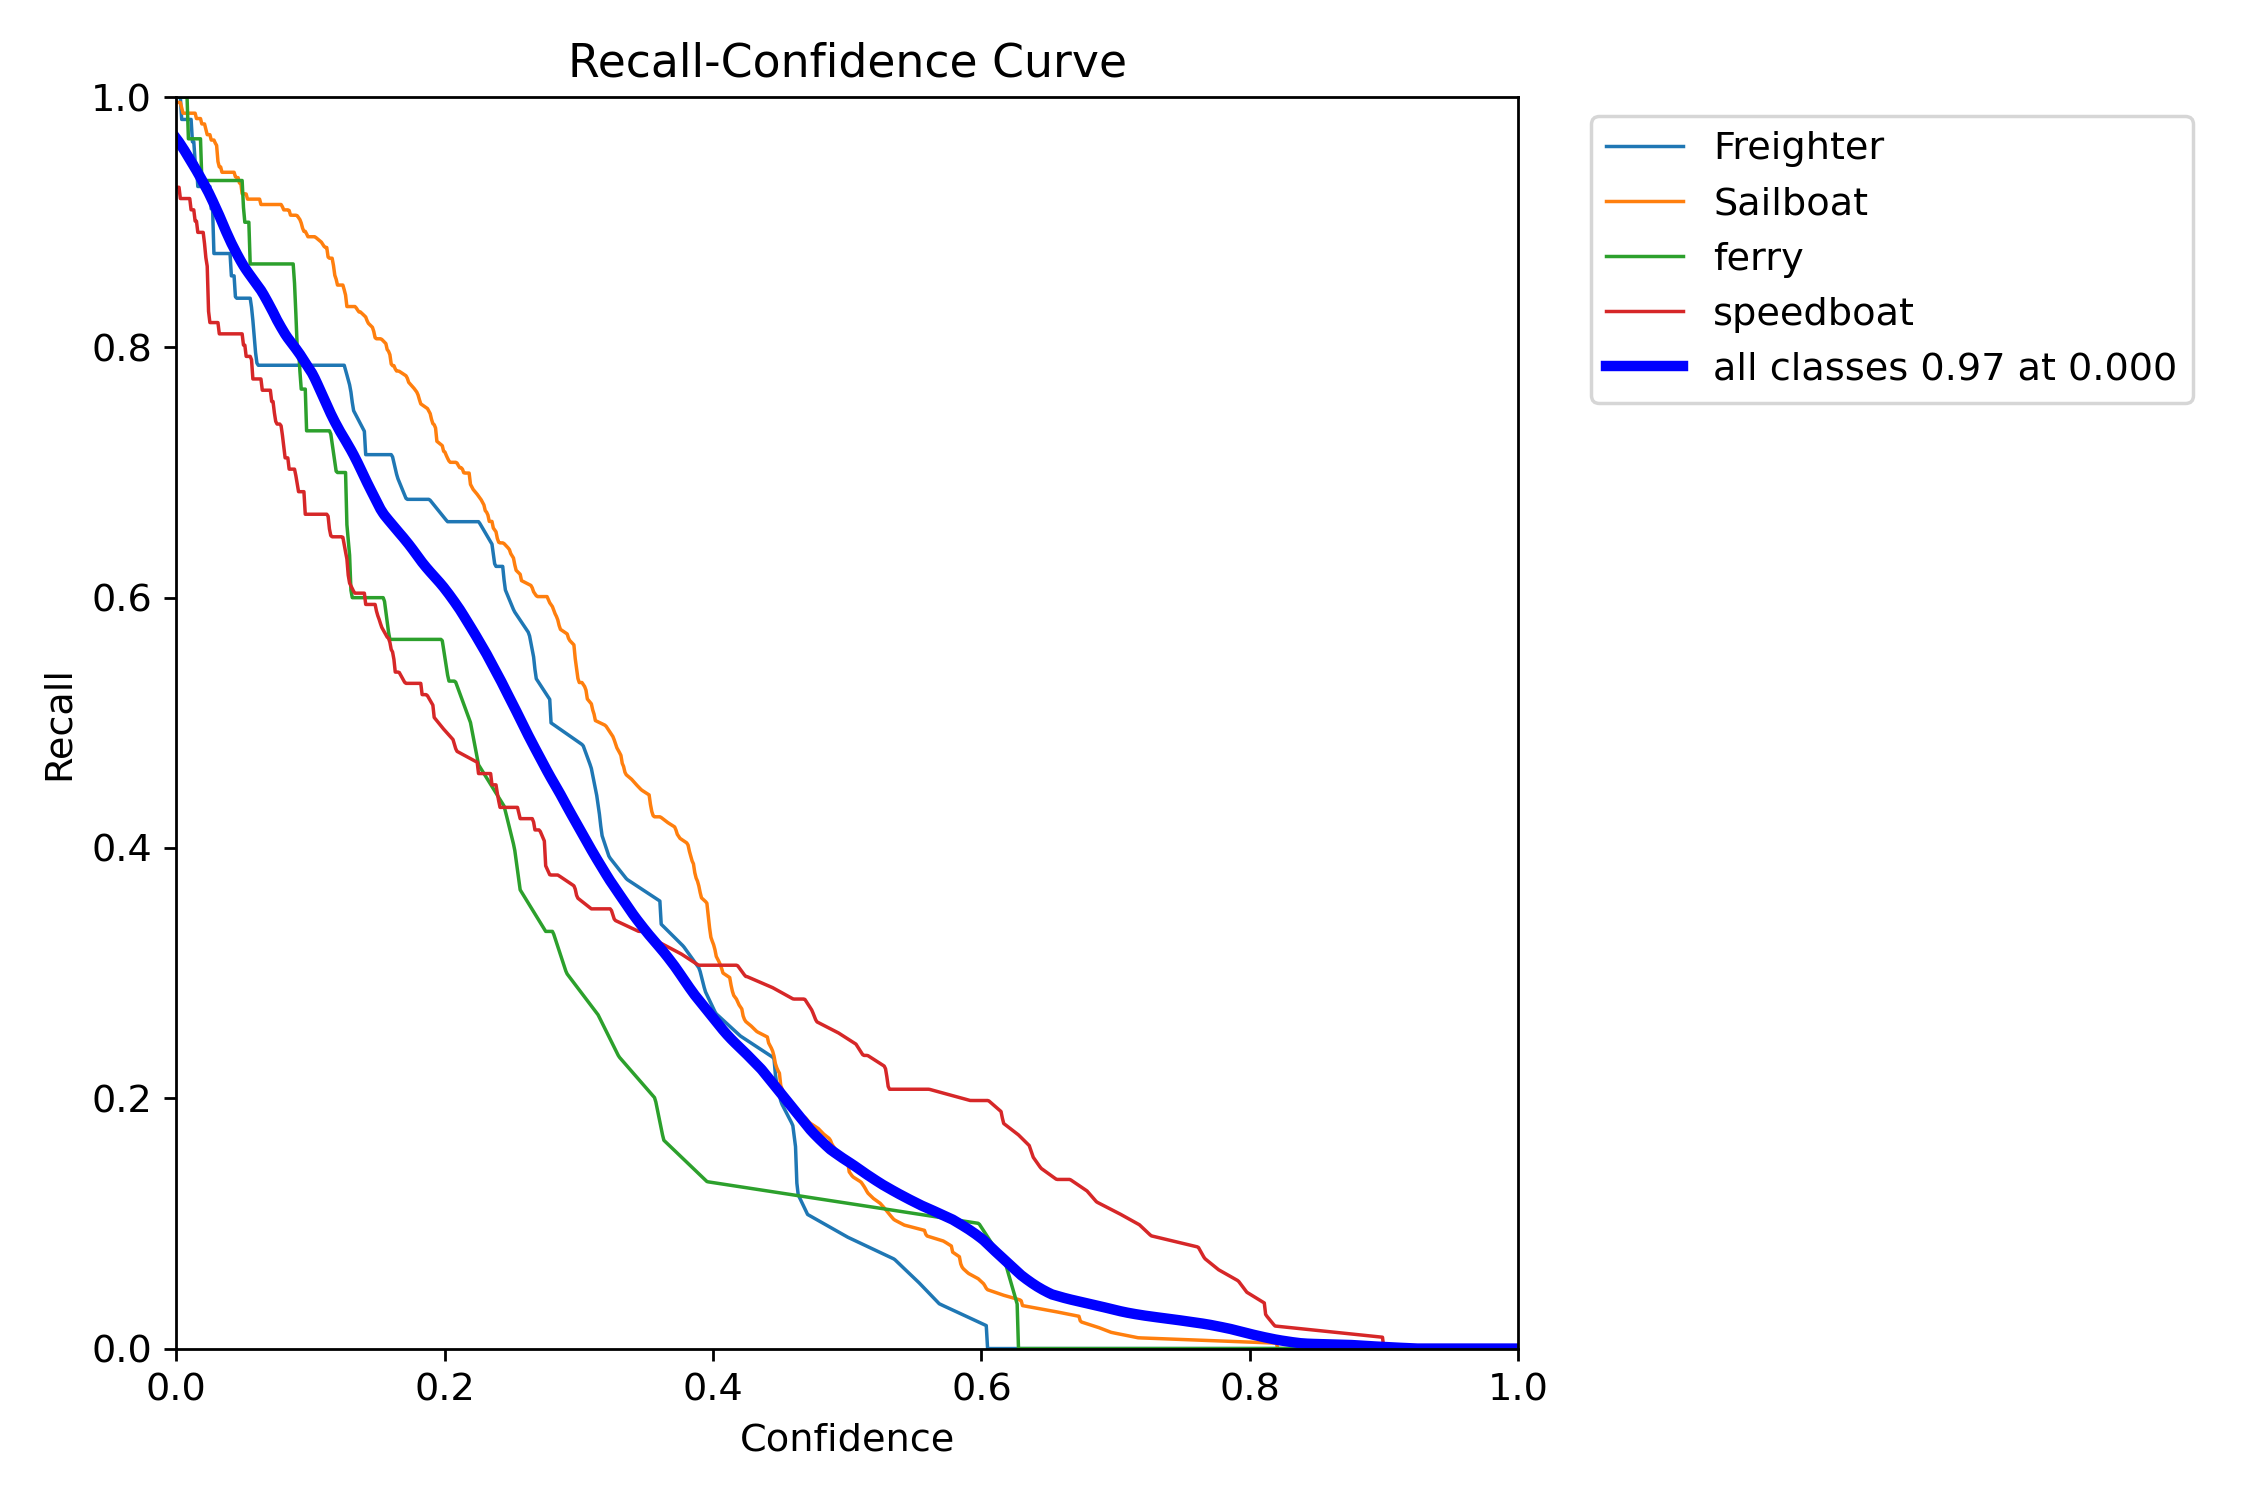 Recall-Confidence Curve
1.0
0.8
0.6
0.4
0.2
0.0
Recall
0.0 0.2 0.4 0.6 0.8 1.0
Confidence
Freighter
Sailboat
ferry
speedboat
all classes 0.97 at 0.000